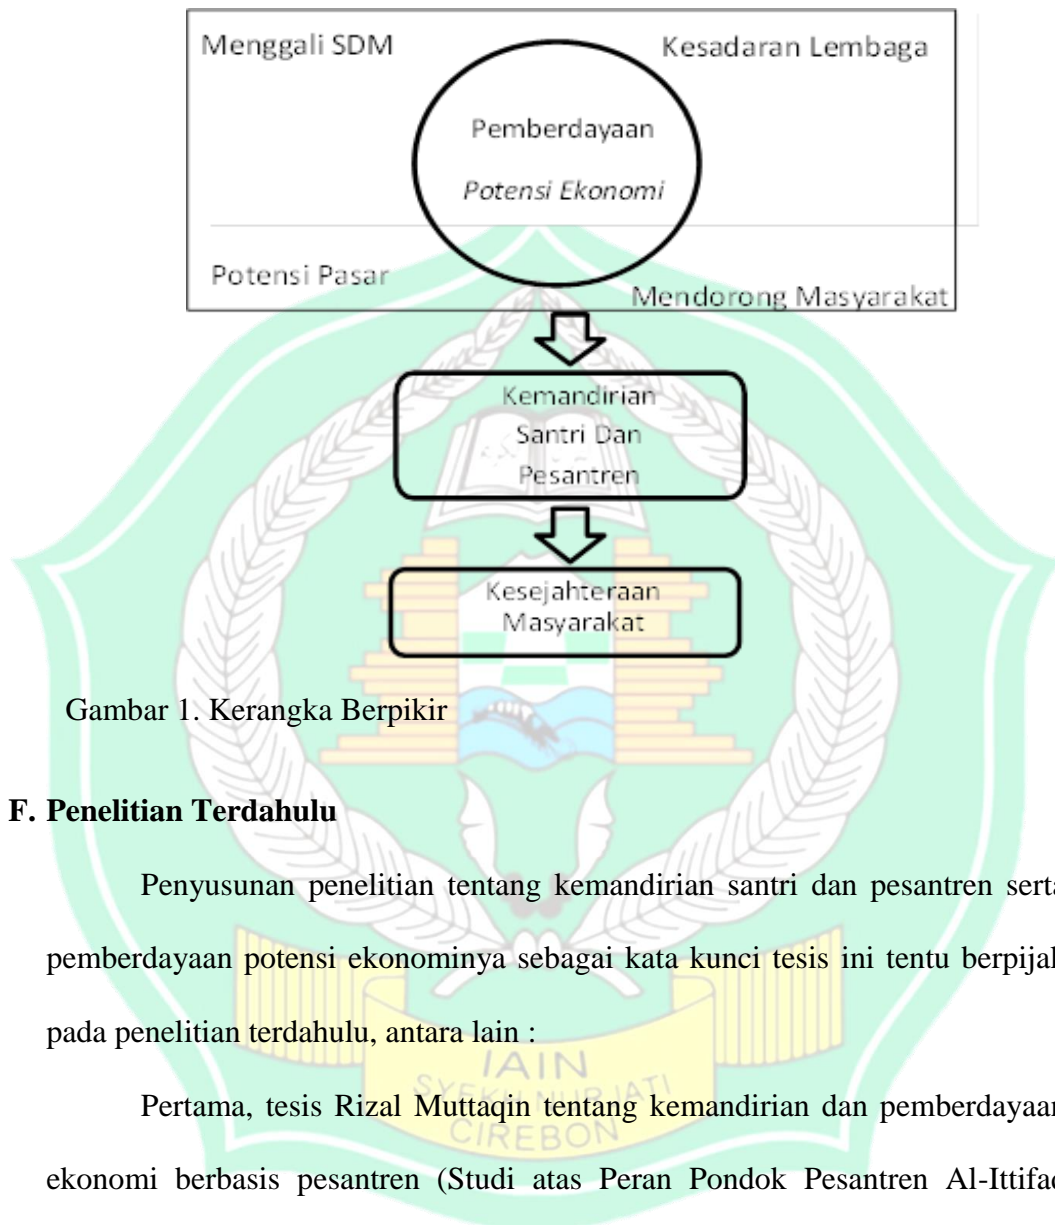 Menggali SDM
Kesadaran Lembaga
Pemberdayaan
Potensi Ekonomi
Potensi Pasar
Mendorong Masyarakat
Kemandirian
Santri Dan
Pesantren
Kesejahteraan
Masyarakat
Gambar 1. Kerangka Berpikir
F. Penelitian Terdahulu
Penyusunan penelitian tentang kemandirian santri dan pesantren serta
pemberdayaan potensi ekonominya sebagai kata kunci tesis ini tentu berpijak
pada penelitian terdahulu, antara lain :
IAIN
SYEKH NURJATI
CIREBON
Pertama, tesis Rizal Muttaqin tentang kemandirian dan pemberdayaan
ekonomi berbasis pesantren (Studi atas Peran Pondok Pesantren Al-Ittifaq